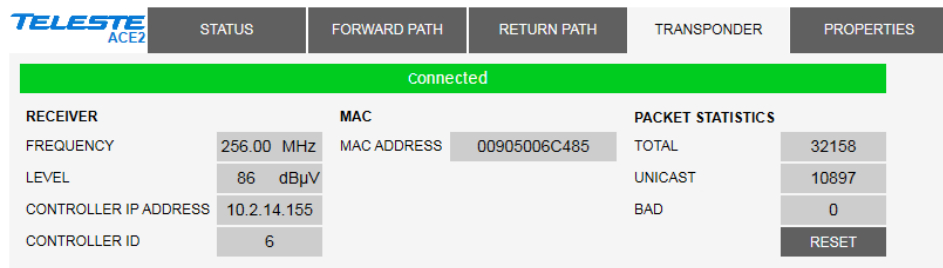 TELESTE
ACE2
STATUS FORWARD PATH RETURN PATH TRANSPONDER PROPERTIES
Connected
RECEIVER MAC PACKET STATISTICS
FREQUENCY 256.00 MHz MAC ADDRESS 00905006C485 TOTAL 32158
LEVEL 86 dBµV UNICAST 10897
CONTROLLER IP ADDRESS 10.2.14.155 BAD 0
CONTROLLER ID 6 RESET